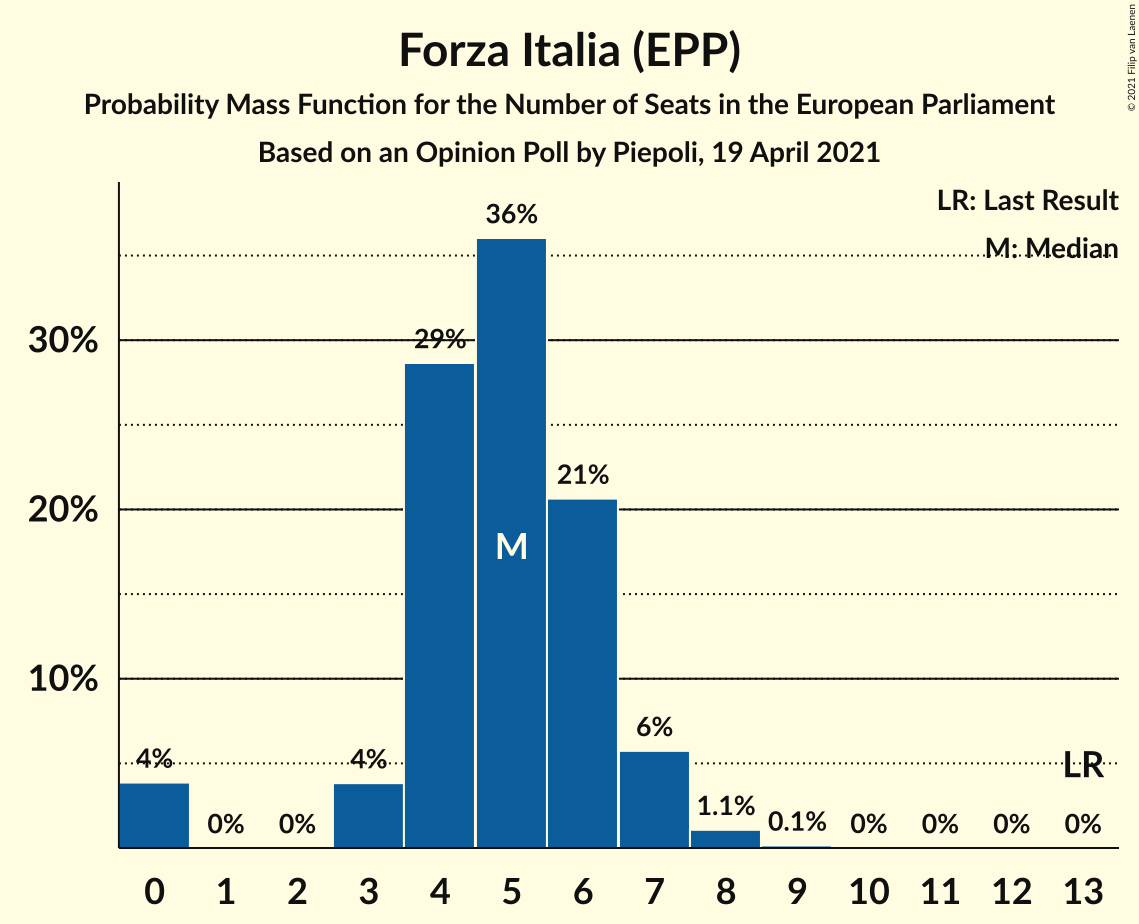 Forza Italia (EPP)
Probability Mass Function for the Number of Seats in the European Parliament
Based on an Opinion Poll by Piepoli, 19 April 2021
© 2021 Filip van Laenen
LR: Last Result
M: Median
36%
30%
29%
21%
20%
M
10%
6%
4%
4%
LR
1.1%
0.1%
0%
0%
0%
0%
0%
0%
0 1 2 3 4 5 6 7 8 9 10 11 12 13